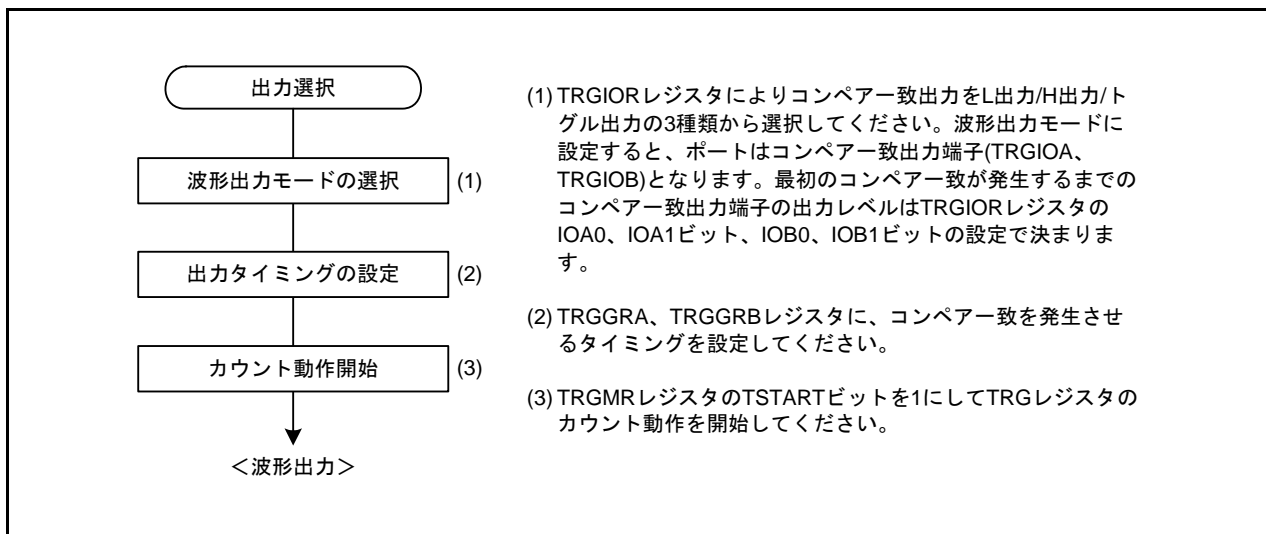 出力選択
波形出力モードの選択 (1)
出力タイミングの設定 (2)
カウント動作開始 (3)
＜波形出力＞
(1) TRGIORレジスタによりコンペアー致出力をL出力/H出力/ト
グル出力の3種類から選択してください。波形出力モードに
設定すると、ポートはコンペアー致出力端子(TRGIOA、
TRGIOB)となります。最初のコンペアー致が発生するまでの
コンペアー致出力端子の出力レベルはTRGIORレジスタの
IOA0、IOA1ビット、IOB0、IOB1ビットの設定で決まりま
す。
(2) TRGGRA、TRGGRBレジスタに、コンペアー致を発生させ
るタイミングを設定してください。
(3) TRGMRレジスタのTSTARTビットを1にしてTRGレジスタの
カウント動作を開始してください。